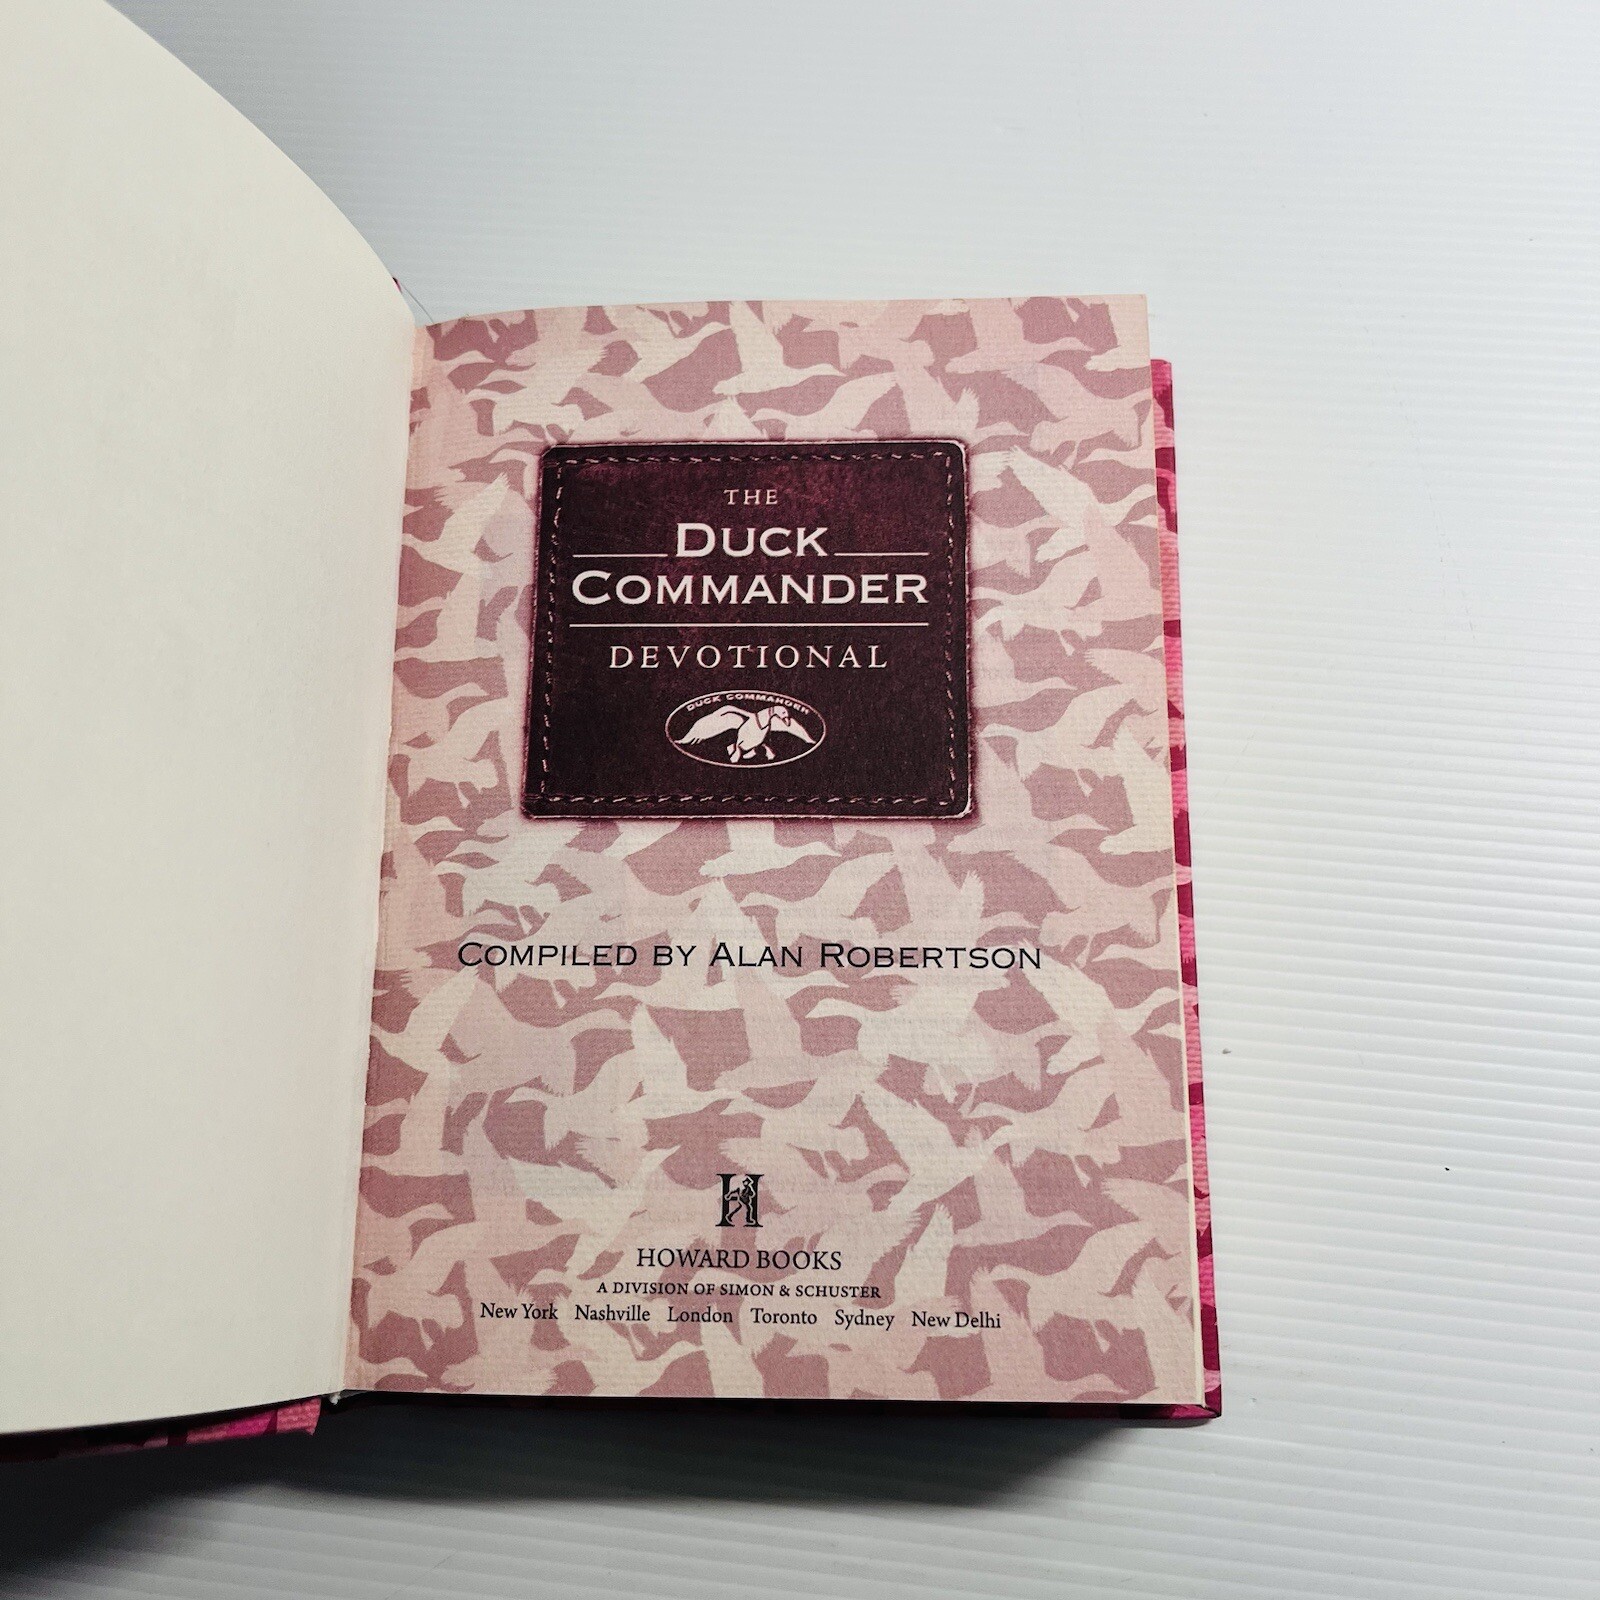 THE
DUCK
COMMANDER
DEVOTIONAL
DUCK COMMANDER
COMPILED BY ALAN ROBERTSON
H
HOWARD BOOKS
A DIVISION OF SIMON & SCHUSTER
New York Nashville London Toronto Sydney New Delhi